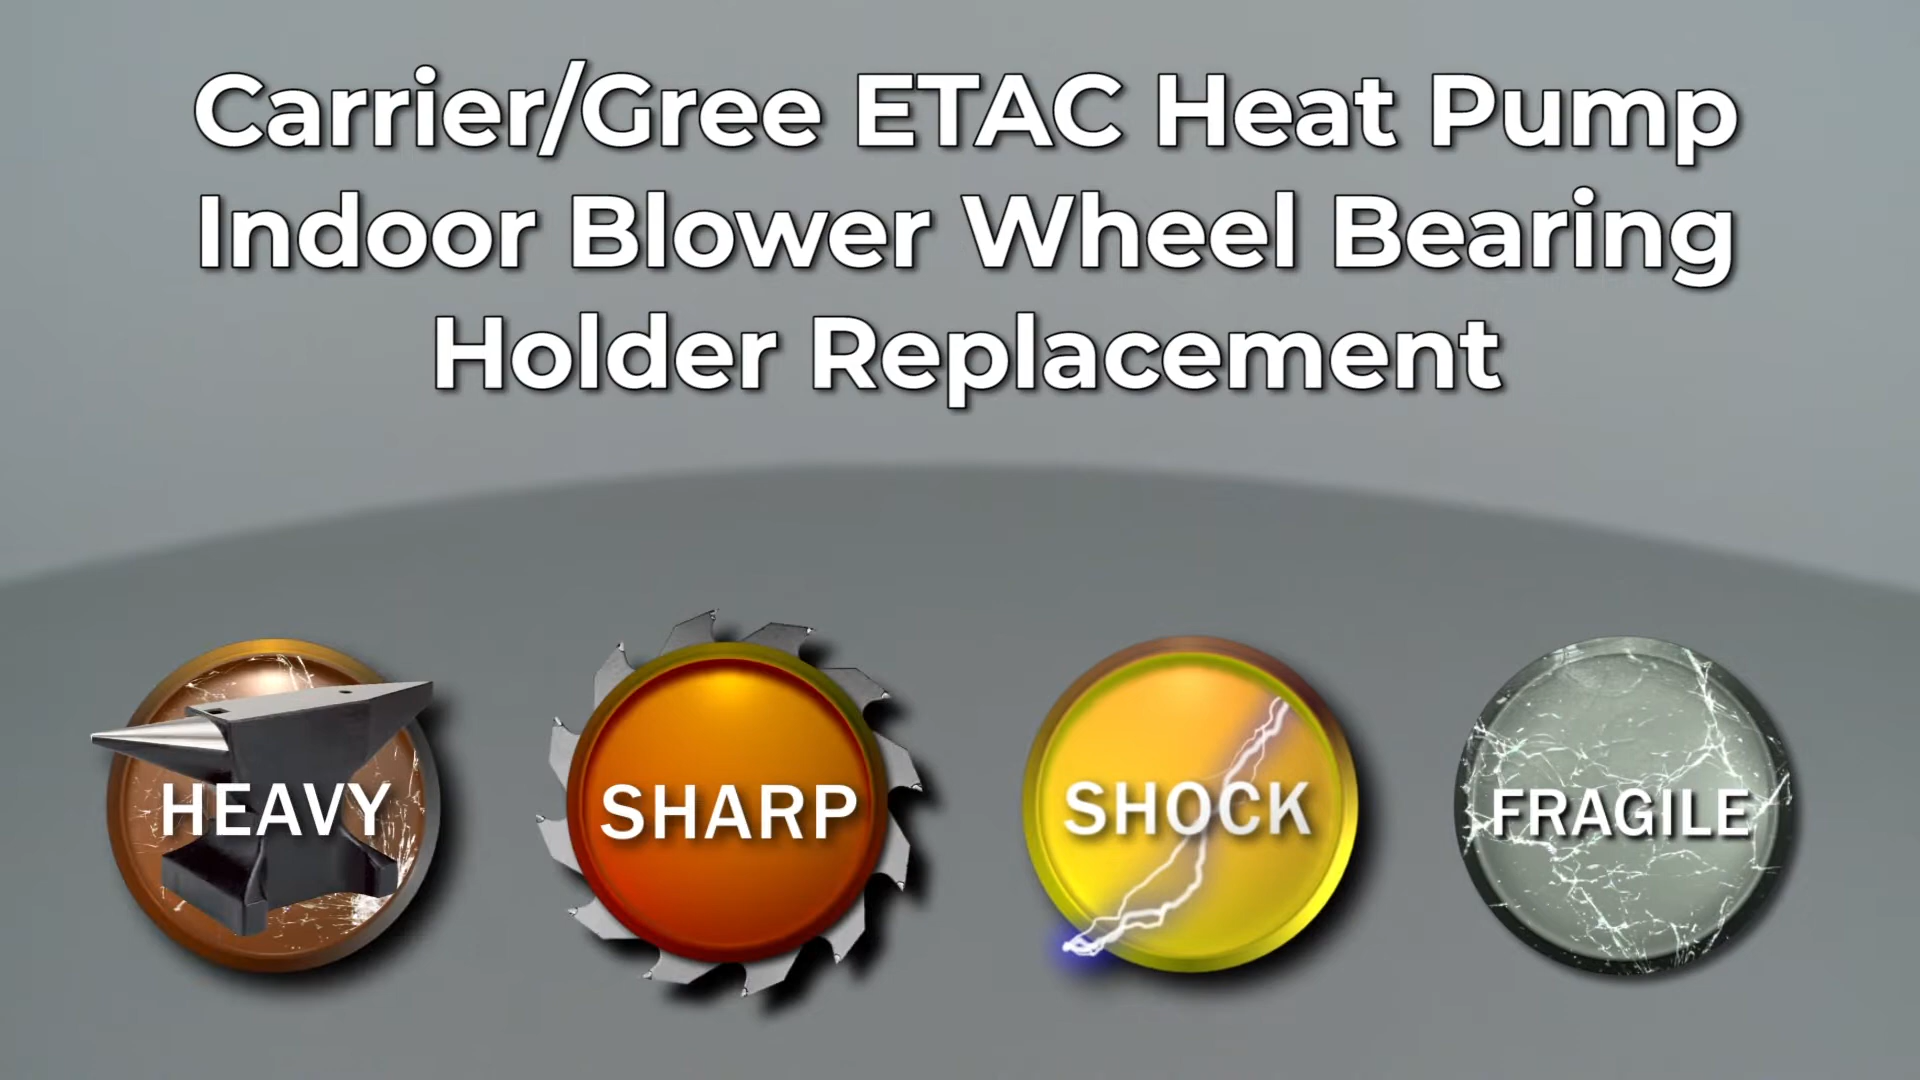 Carrier/Gree ETAC Heat Pump
Indoor Blower Wheel Bearing
Holder Replacement
HEAVY
SHARP
SHOCK
FRAGILE